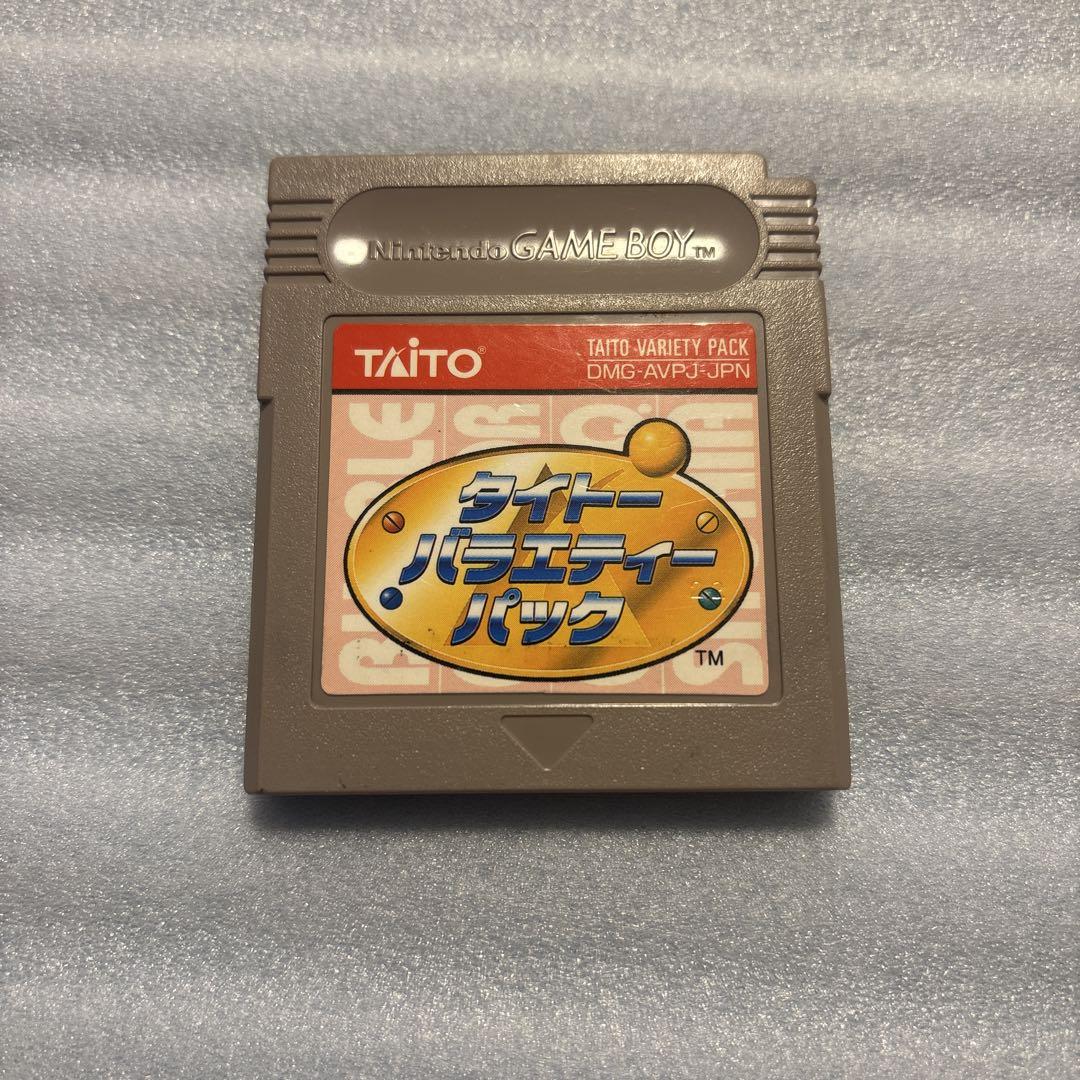 Nintendo GAME BOY™
TAITO®
TAITO VARIETY PACK
DMG-AVPJ-JPN
タイトー
バラエティー
パック
TM